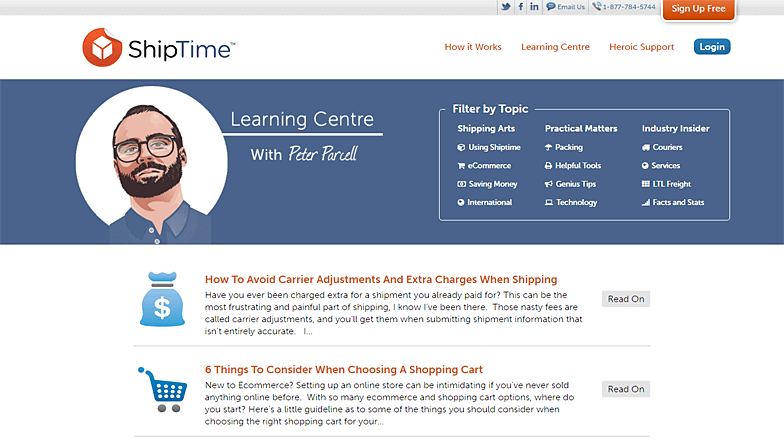 Email Us
1-877-784-5744
Sign Up Free
ShipTime™
How it Works
Learning Centre
Heroic Support
Login
Learning Centre
With Peter Parcell
Filter by Topic
Shipping Arts
Practical Matters
Industry Insider
Using Shiptime
Packing
Couriers
eCommerce
Helpful Tools
Services
Saving Money
Genius Tips
LTL Freight
International
Technology
Facts and Stats
How To Avoid Carrier Adjustments And Extra Charges When Shipping
Have you ever been charged extra for a shipment you already paid for? This can be the
most frustrating and painful part of shipping, I know I've been there.  Those nasty fees are
called carrier adjustments, and you'll get them when submitting shipment information that
isn't entirely accurate.   I...
Read On
6 Things To Consider When Choosing A Shopping Cart
New to Ecommerce? Setting up an online store can be intimidating if you've never sold
anything online before.  With so many ecommerce and shopping cart options, where do
you start? Here's a little guideline as to some of the things you should consider when
choosing the right shopping cart for your...
Read On